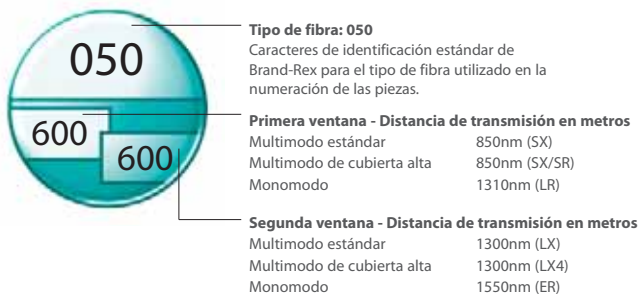 050
600
600
Tipo de fibra: 050
Caracteres de identificación estándar de
Brand-Rex para el tipo de fibra utilizado en la
numeración de las piezas.
Primera ventana - Distancia de transmisión en metros
Multimodo estándar 850nm (SX)
Multimodo de cubierta alta 850nm (SX/SR)
Monomodo 1310nm (LR)
Segunda ventana - Distancia de transmisión en metros
Multimodo estándar 1300nm (LX)
Multimodo de cubierta alta 1300nm (LX4)
Monomodo 1550nm (ER)